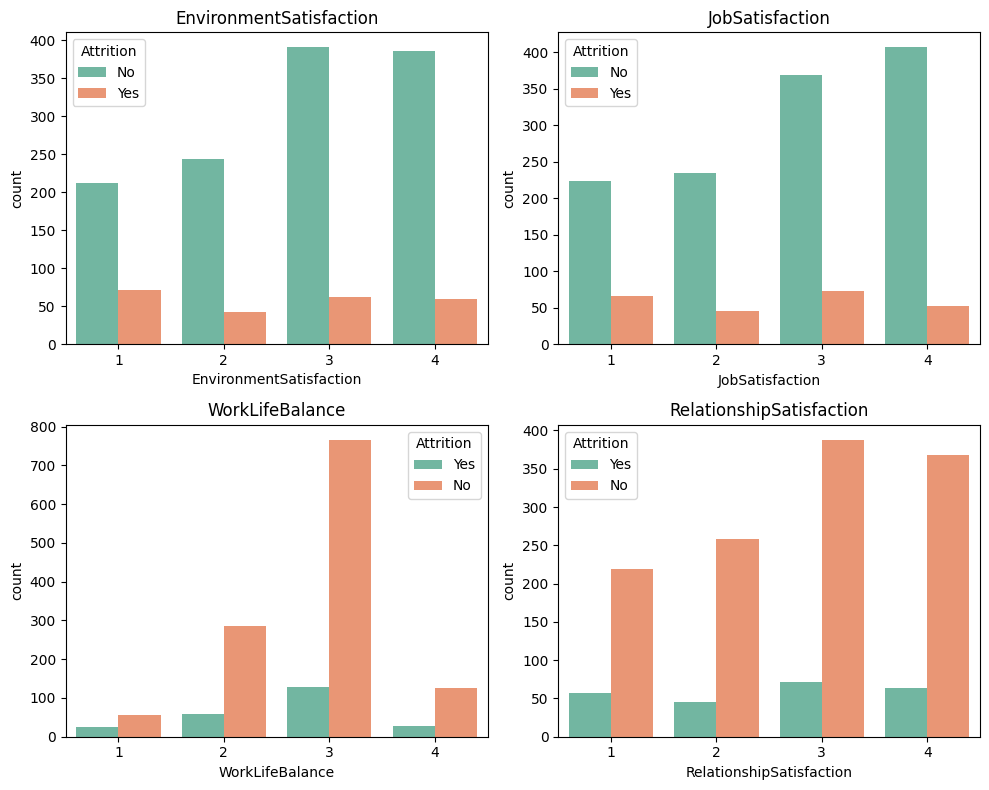 EnvironmentSatisfaction
400
350
300
250
200
150
100
50
0
count
Attrition
No
Yes
1 2 3 4
EnvironmentSatisfaction
JobSatisfaction
400
350
300
250
200
150
100
50
0
count
Attrition
No
Yes
1 2 3 4
JobSatisfaction
WorkLifeBalance
800
700
600
500
400
300
200
100
0
count
Attrition
Yes
No
1 2 3 4
WorkLifeBalance
RelationshipSatisfaction
400
350
300
250
200
150
100
50
0
count
Attrition
Yes
No
1 2 3 4
RelationshipSatisfaction